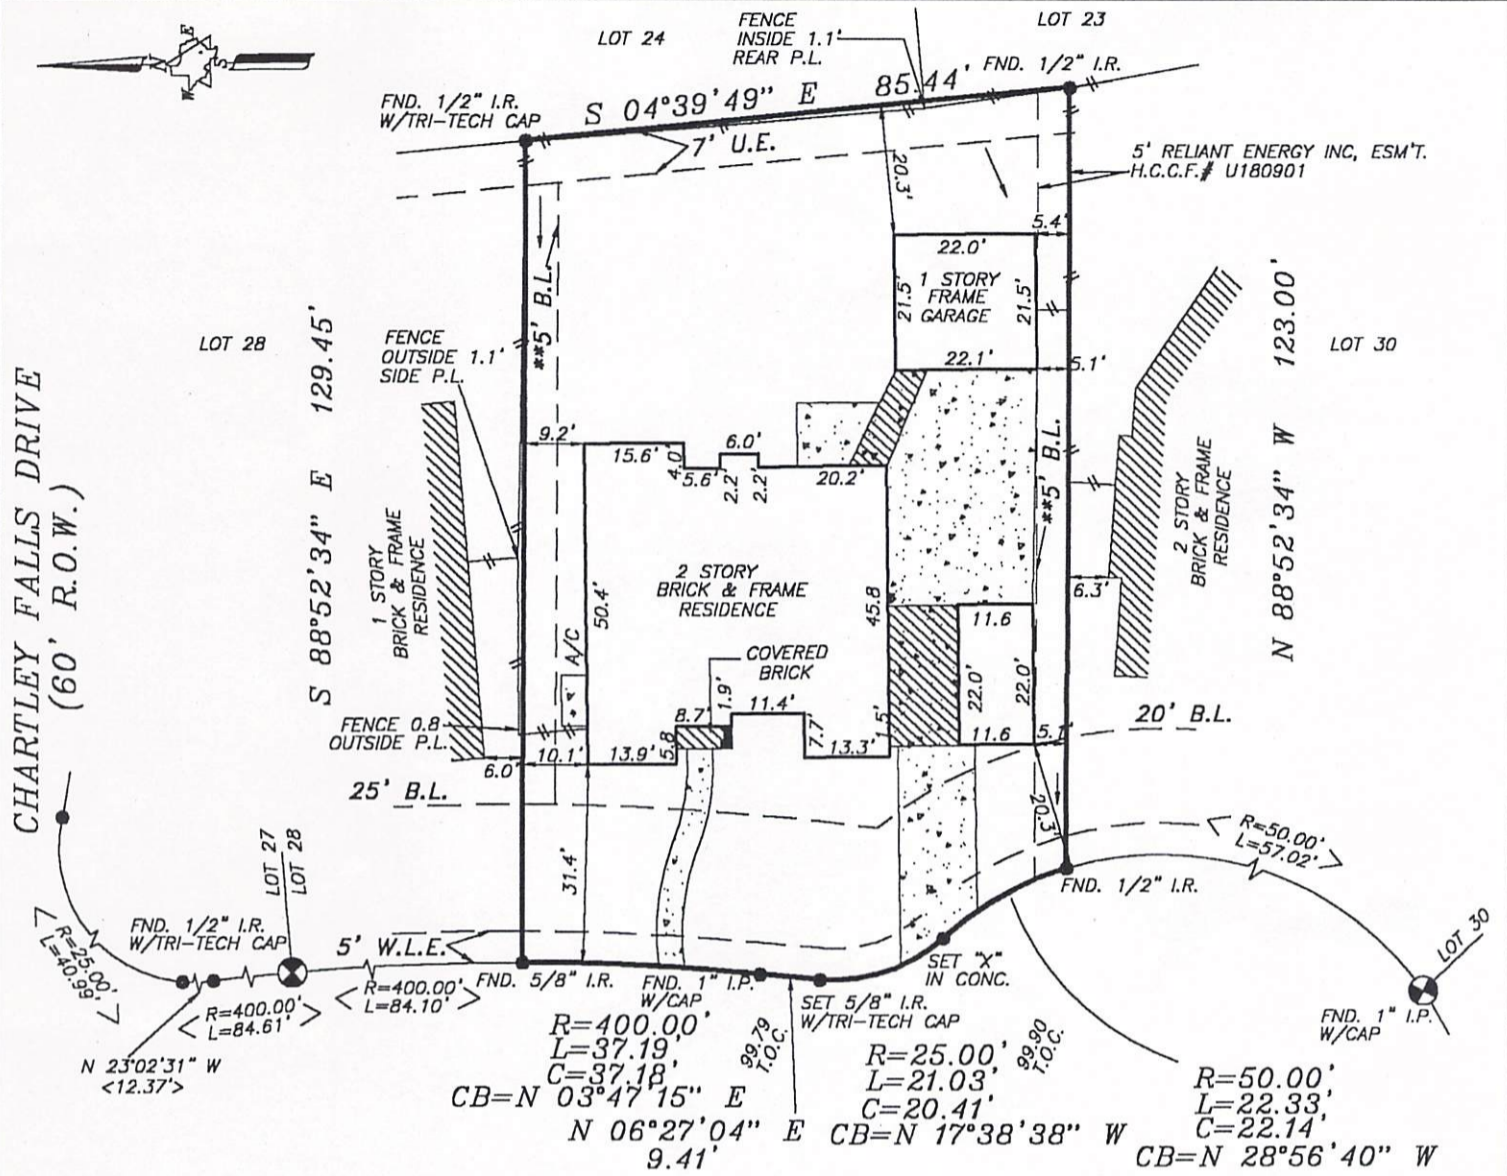 E
S
W
LOT 24
FENCE
INSIDE 1.1'
REAR P.L.
LOT 23
FND. 1/2" I.R.
W/TRI-TECH CAP
S 04°39'49" E 85.44'
FND. 1/2" I.R.
7' U.E.
5' RELIANT ENERGY INC, ESM'T.
H.C.C.F.# U180901
20.3'
5.4'
22.0'
1 STORY
FRAME
GARAGE
21.5'
21.5'
22.1'
5.1'
**5' B.L.
LOT 28
S 88°52'34" E 129.45'
FENCE
OUTSIDE 1.1'
SIDE P.L.
N 88°52'34" W 123.00'
LOT 30
CHARTLEY FALLS DRIVE
(60' R.O.W.)
9.2'
15.6'
4.0'
5.6'
6.0'
2.2'
2.2'
20.2'
**5' B.L.
2 STORY
BRICK & FRAME
RESIDENCE
1 STORY
BRICK & FRAME
RESIDENCE
50.4'
2 STORY
BRICK & FRAME
RESIDENCE
45.8
6.3'
11.6
A/C
COVERED
BRICK
22.0'
22.0'
8.7'
1.9'
11.4'
FENCE 0.8
OUTSIDE P.L.
5.8
7.7'
1.5'
11.6
5.1'
20' B.L.
6.0'
10.1'
13.9'
13.3'
25' B.L.
20.3'
R=50.00'
L=57.02'
31.4'
LOT 27
LOT 28
FND. 1/2" I.R.
FND. 1/2" I.R.
W/TRI-TECH CAP
5' W.L.E.
R=25.00'
L=40.99'
LOT 30
SET "X"
IN CONC.
FND. 5/8" I.R.
FND. 1" I.P.
W/CAP
SET 5/8" I.R.
W/TRI-TECH CAP
R=400.00'
L=84.61'
R=400.00'
L=84.10'
FND. 1" I.P.
W/CAP
N 23°02'31" W
<12.37'>
R=400.00'
L=37.19'
C=37.18'
CB=N 03°47'15" E
99.79
T.O.C.
N 06°27'04" E
9.41'
R=25.00'
L=21.03'
C=20.41'
CB=N 17°38'38" W
99.90
T.O.C.
R=50.00'
L=22.33'
C=22.14'
CB=N 28°56'40" W